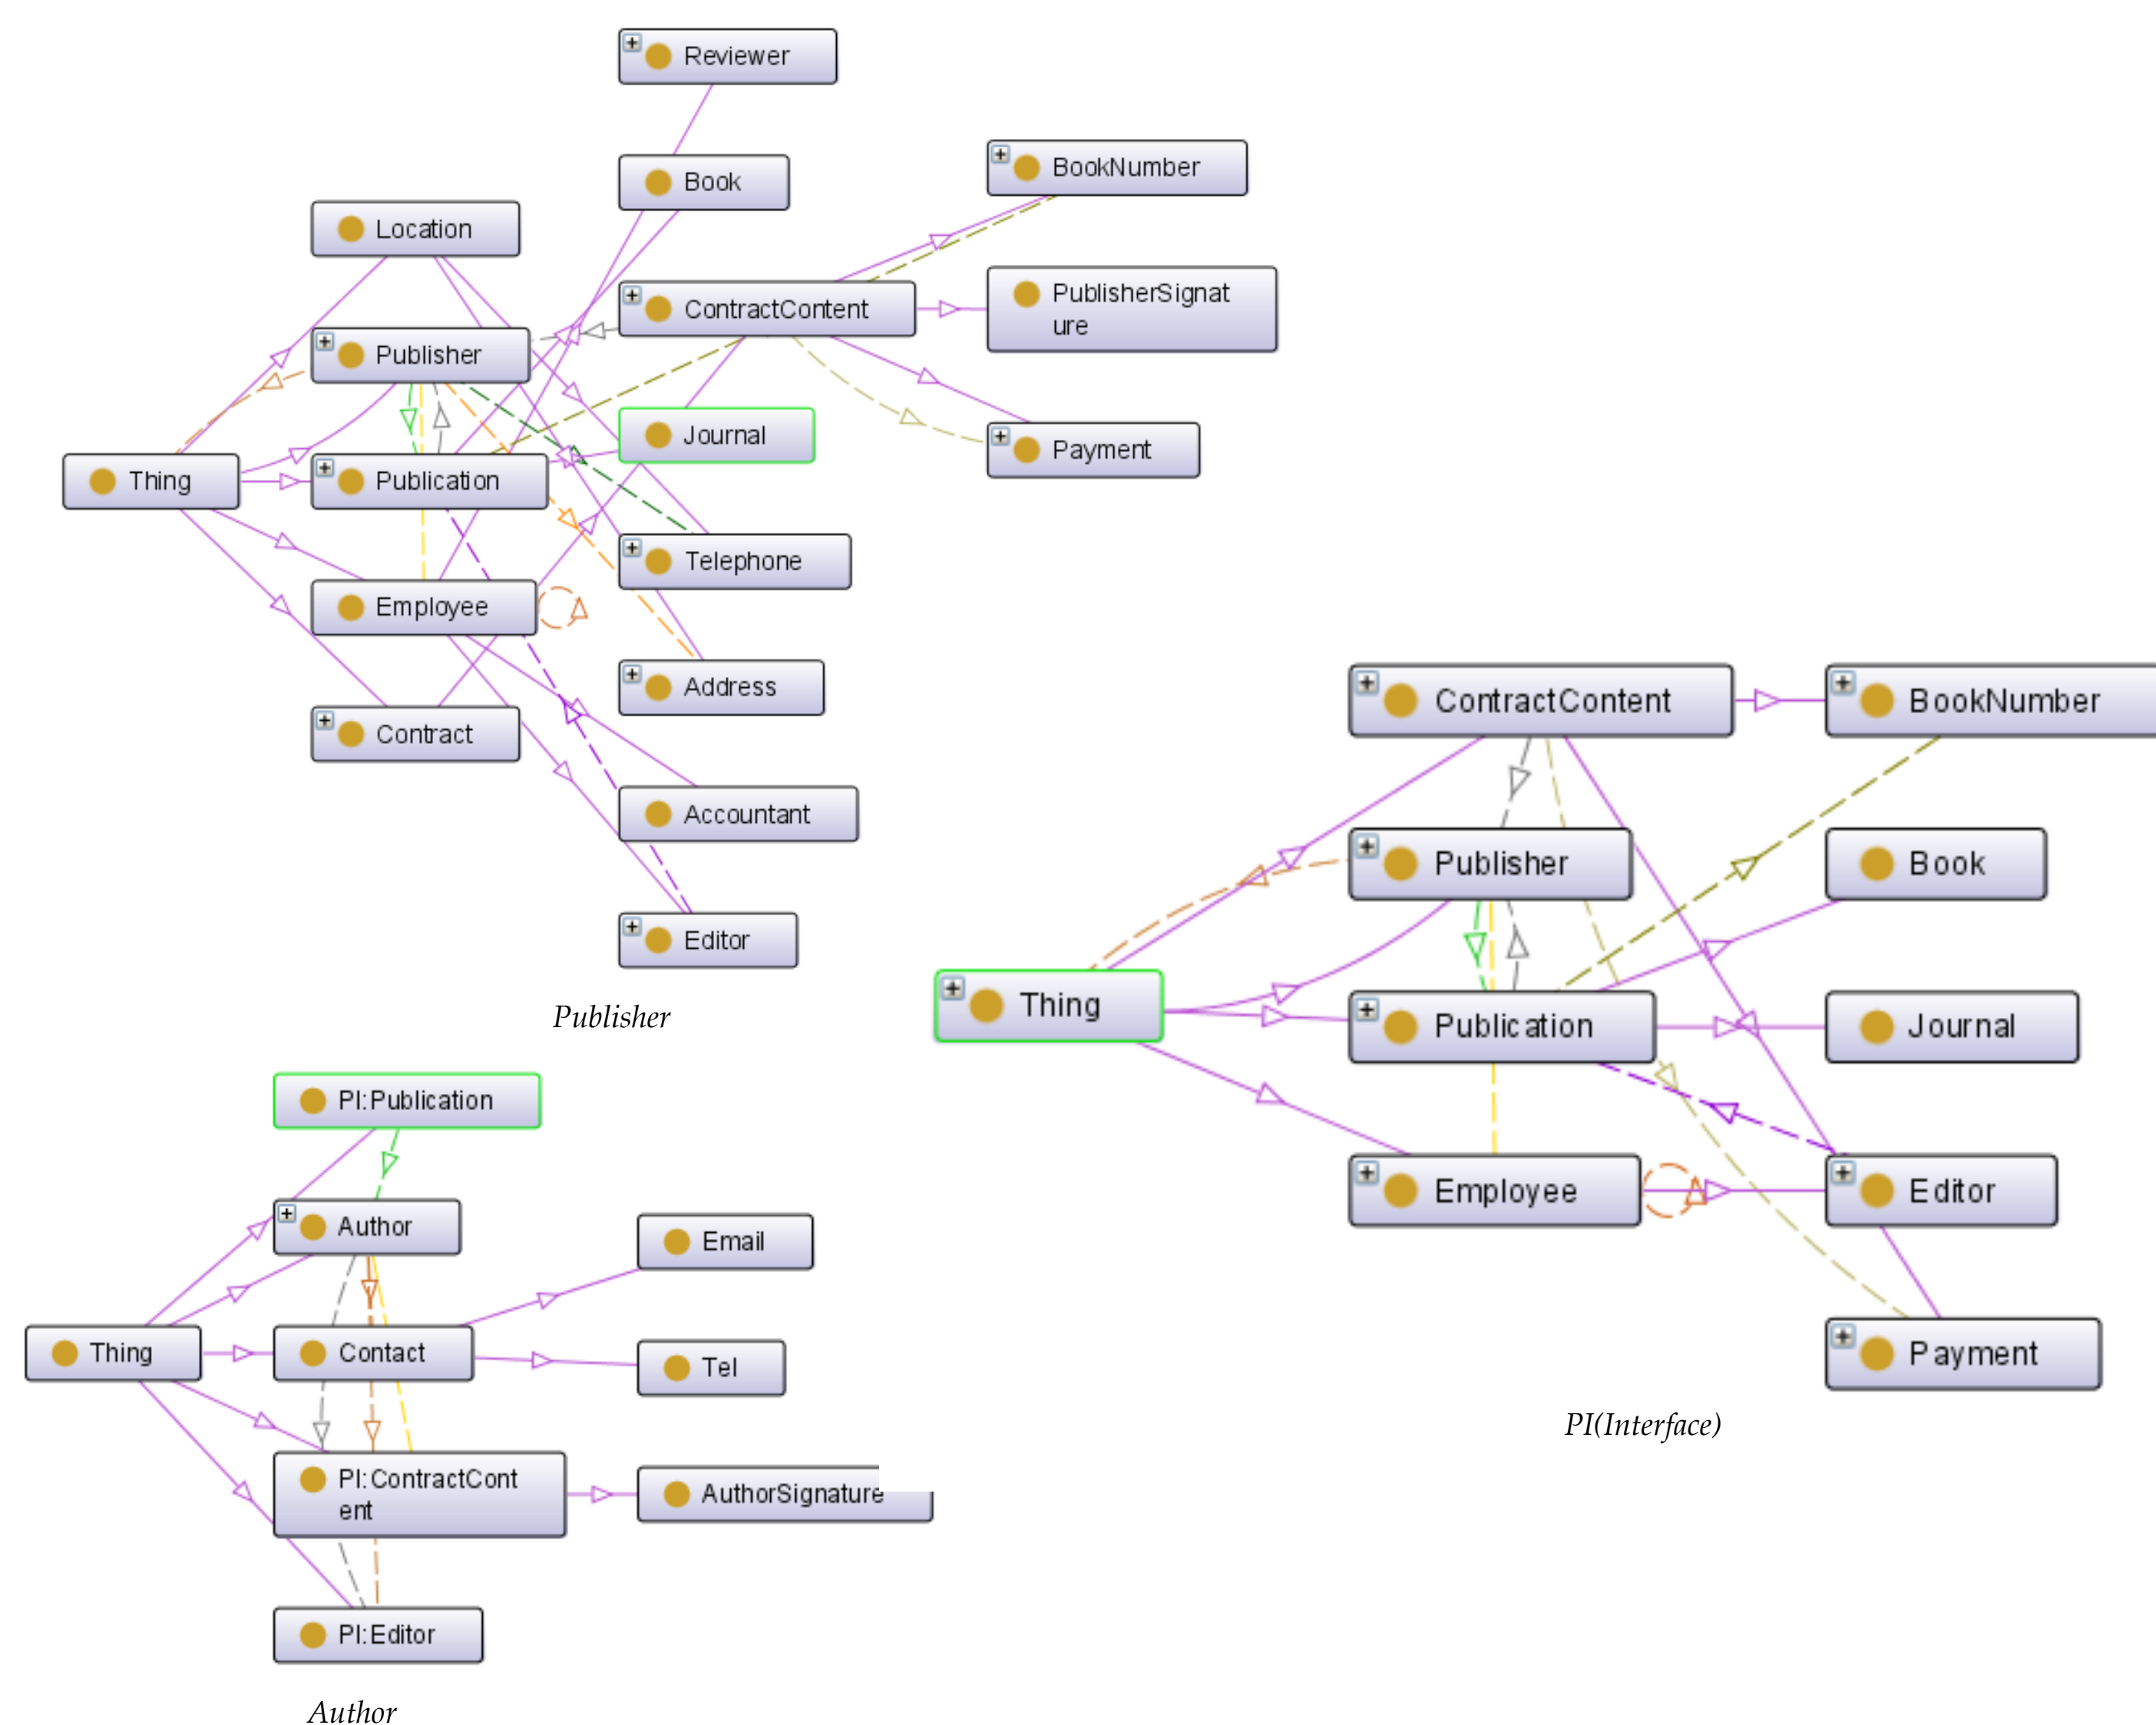 Reviewer
Book
BookNumber
Location
ContractContent
PublisherSignat
ure
Publisher
Journal
Payment
Thing
Publication
Telephone
Employee
Address
Contract
Accountant
Editor
Publisher
ContractContent
BookNumber
Publisher
Book
Thing
Publication
Journal
Employee
Editor
Payment
PI(Interface)
PI:Publication
Author
Email
Thing
Contact
Tel
PI:ContractCont
ent
AuthorSignature
PI:Editor
Author